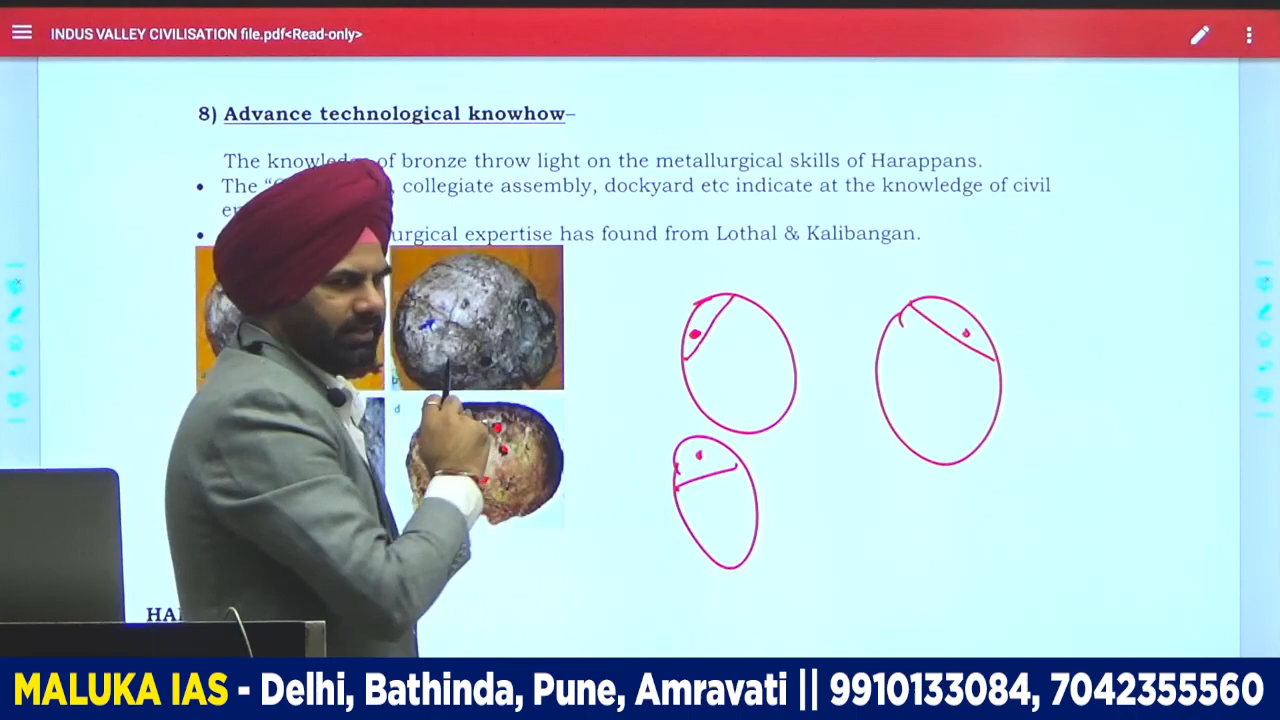 INDUS VALLEY CIVILISATION file.pdf<Read-only>
8) Advance technological knowhow–
The of bronze throw light on the metallurgical skills of Harappans.
• The collegiate assembly, dockyard etc indicate at the knowledge of civil
• surgical expertise has found from Lothal & Kalibangan.
d
MALUKA IAS - Delhi, Bathinda, Pune, Amravati || 9910133084, 7042355560